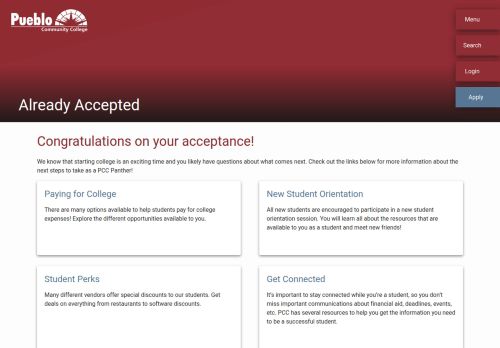 Pueblo
Community College
Menu
Search
Login
Apply
Already Accepted
Congratulations on your acceptance!
We know that starting college is an exciting time and you likely have questions about what comes next. Check out the links below for more information about the
next steps to take as a PCC Panther!
Paying for College
There are many options available to help students pay for college
expenses! Explore the different opportunities available to you.
New Student Orientation
All new students are encouraged to participate in a new student
orientation session. You will learn all about the resources that are
available to you as a student and meet new friends!
Student Perks
Many different vendors offer special discounts to our students. Get
deals on everything from restaurants to software discounts.
Get Connected
It's important to stay connected while you're a student, so you don't
miss important communications about financial aid, deadlines, events,
etc. PCC has several resources to help you get the information you need
to be a successful student.